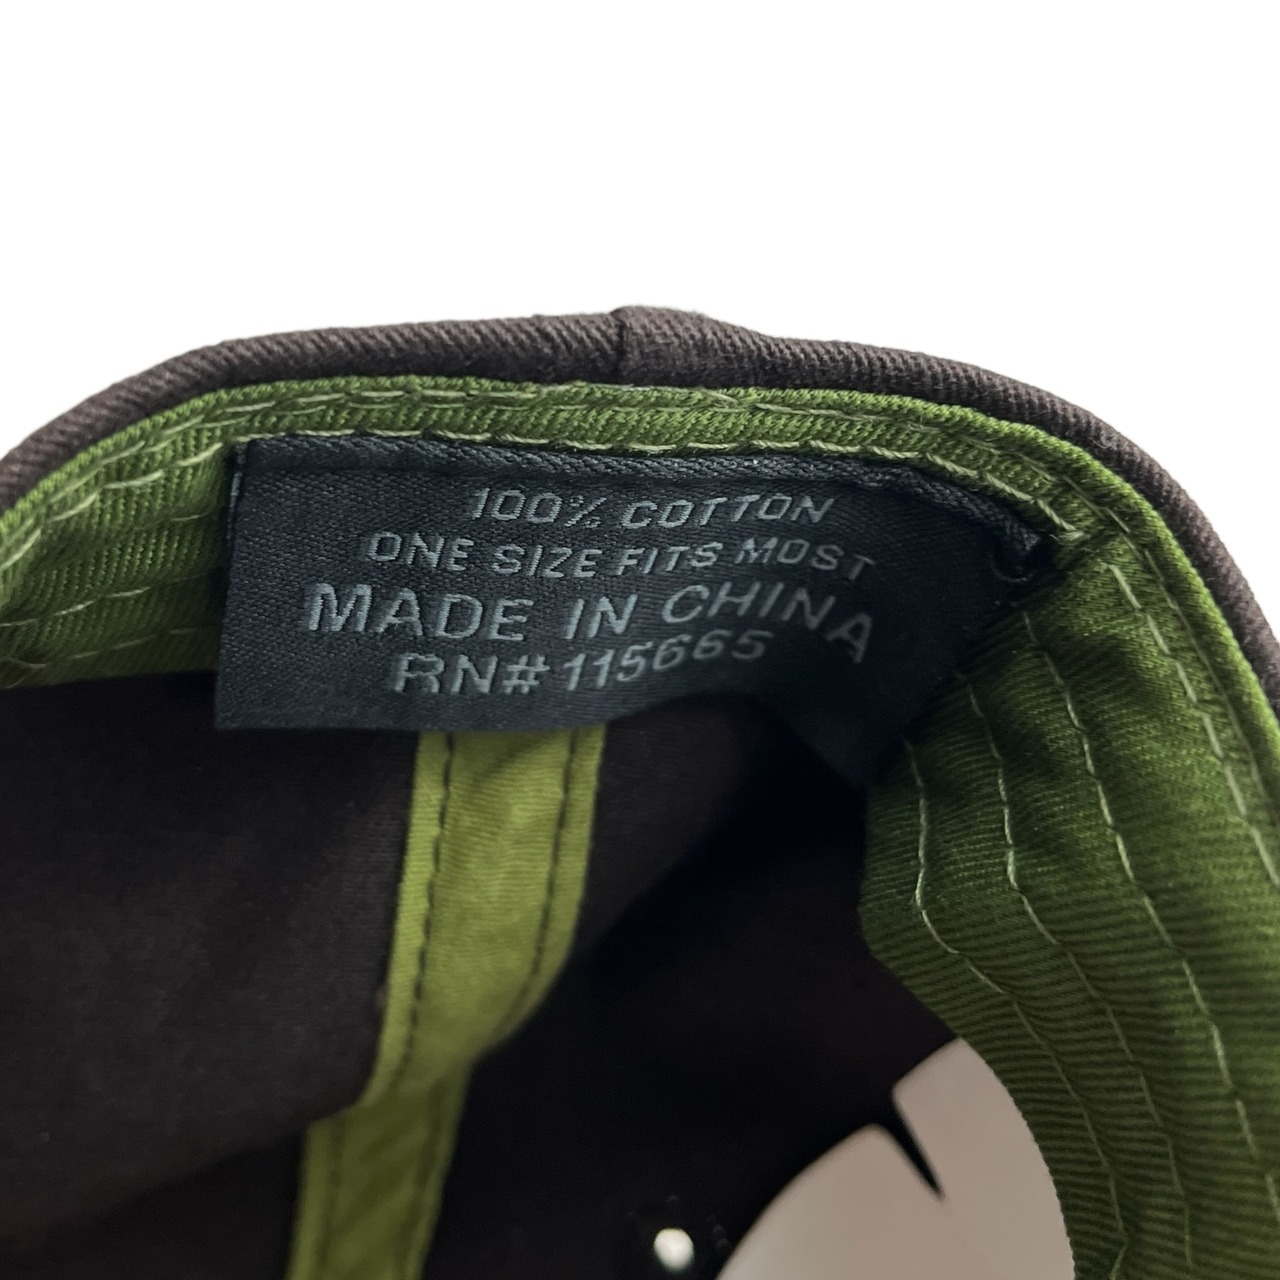 100% COTTON
ONE SIZE FITS MOST
MADE IN CHINA
RN# 115665